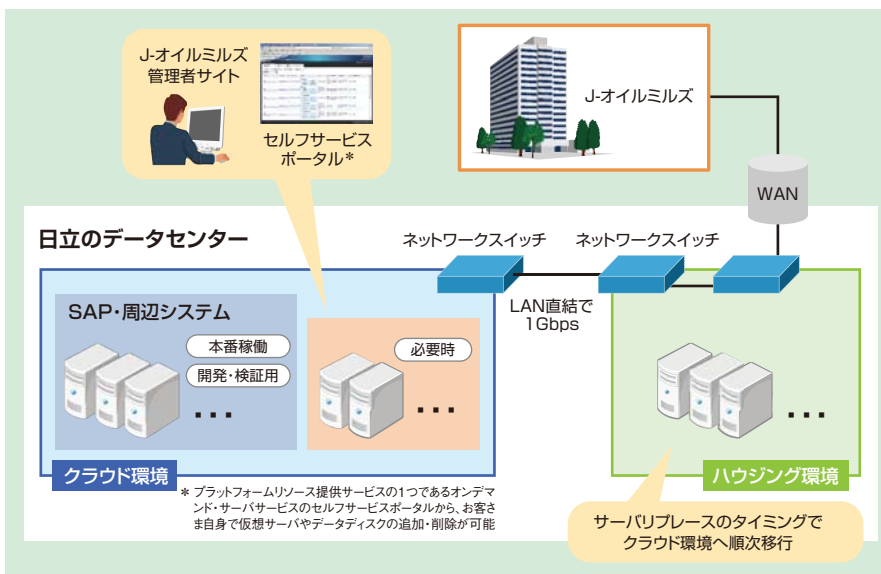 J-オイルミルズ
管理者サイト
セルフサービス
ポータル*
J-オイルミルズ
WAN
日立のデータセンター
ネットワークスイッチ
ネットワークスイッチ
LAN直結で
1Gbps
SAP・周辺システム
本番稼働
開発・検証用
...
必要時
...
...
クラウド環境
ハウジング環境
* プラットフォームリソース提供サービスの1つであるオンデマ
ンド・サーバサービスのセルフサービスポータルから、お客さ
ま自身で仮想サーバやデータディスクの追加・削除が可能
サーバリプレースのタイミングで
クラウド環境へ順次移行